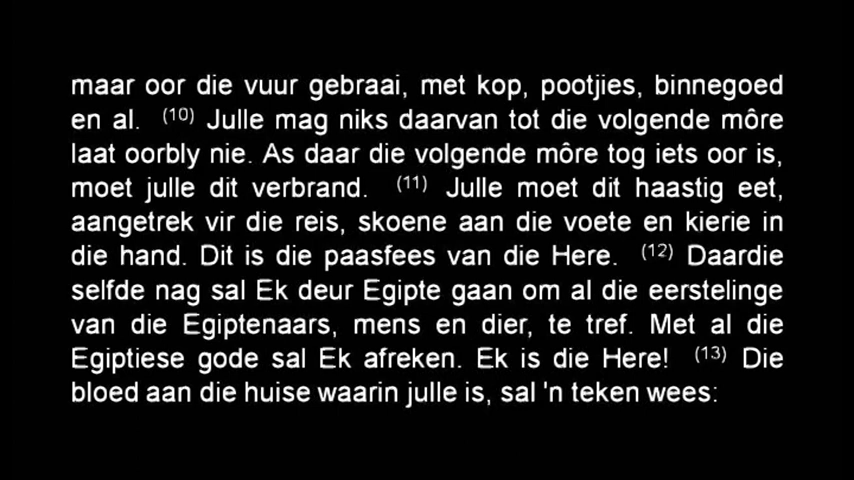 maar oor die vuur gebraai, met kop, pootjies, binnegoed
en al. (10) Julle mag niks daarvan tot die volgende môre
laat oorbly nie. As daar die volgende môre tog iets oor is,
moet julle dit verbrand. (11) Julle moet dit haastig eet,
aangetrek vir die reis, skoene aan die voete en kierie in
die hand. Dit is die paasfees van die Here. (12) Daardie
selfde nag sal Ek deur Egipte gaan om al die eerstelinge
van die Egiptenaars, mens en dier, te tref. Met al die
Egiptiese gode sal Ek afreken. Ek is die Here! (13) Die
bloed aan die huise waarin julle is, sal 'n teken wees: